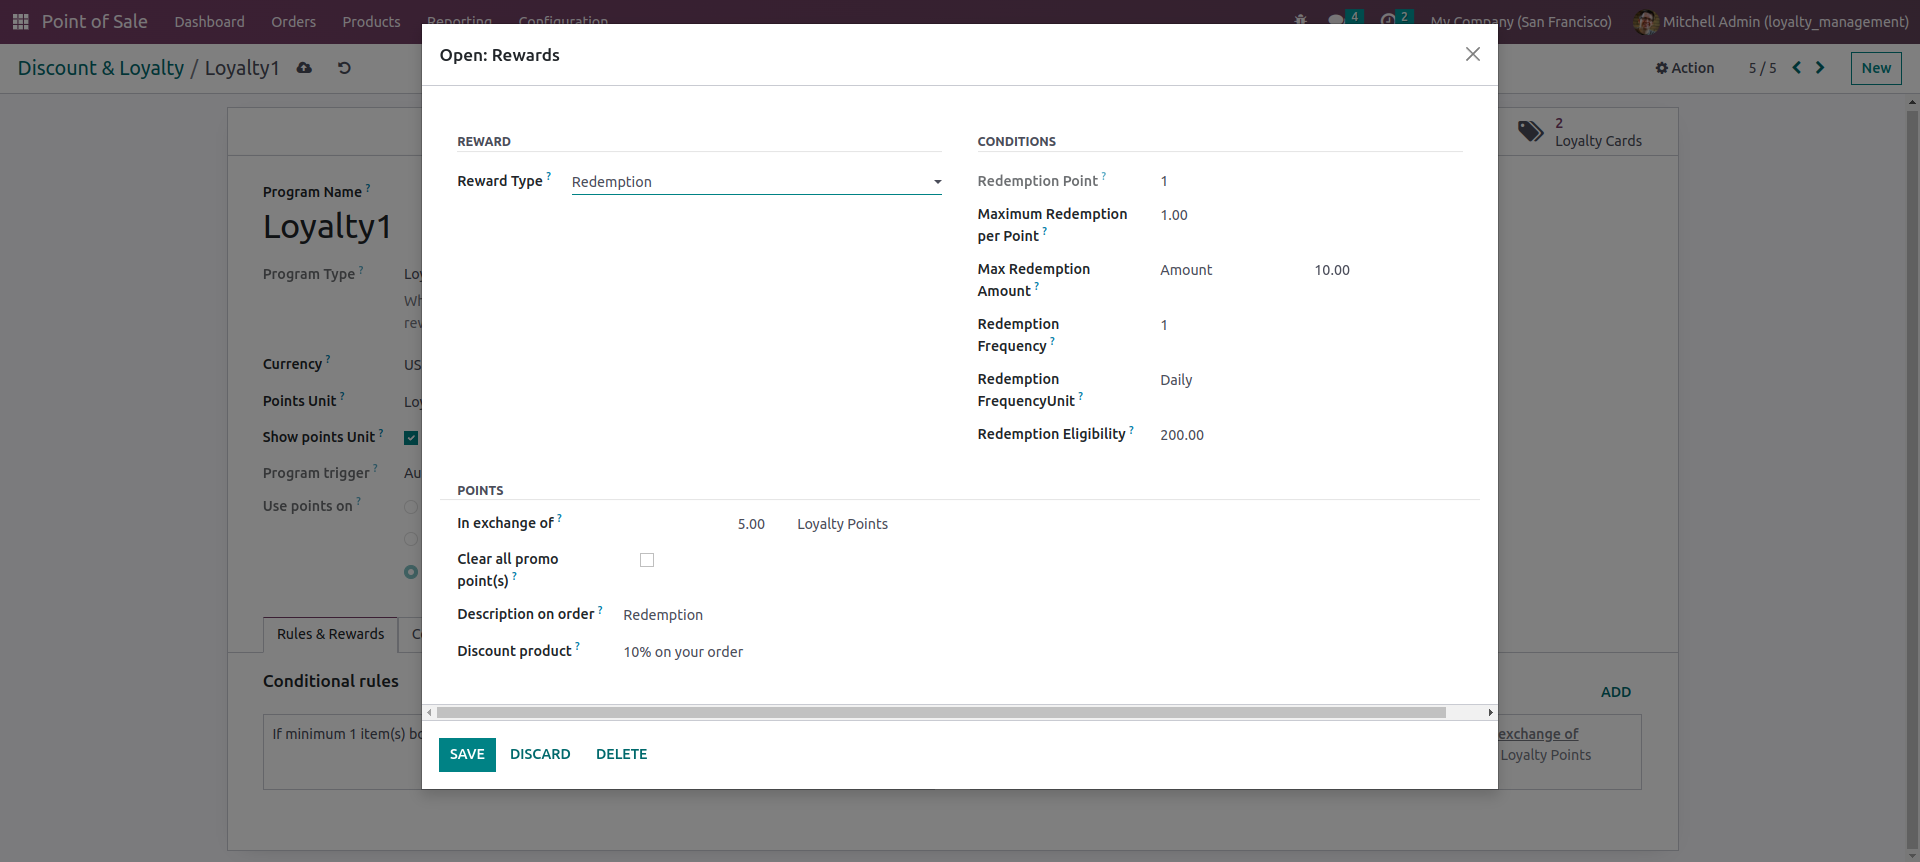 Point of Sale Dashboard Orders Products Reporting Configuration 4 2 My Company (San Francisco) Mitchell Admin (loyalty_management)
Discount & Loyalty / Loyalty1 Action 5 / 5 New
Open: Rewards
2
Loyalty Cards
Program Name ?
Loyalty1
Program Type ? Lo
Wh
rev
Currency ? US
Points Unit ? Lo
Show points Unit ?
Program trigger ? Au
Use points on ?
REWARD
Reward Type ? Redemption
CONDITIONS
Redemption Point ? 1
Maximum Redemption per Point ? 1.00
Max Redemption Amount ? Amount 10.00
Redemption Frequency ? 1
Redemption FrequencyUnit ? Daily
Redemption Eligibility ? 200.00
POINTS
In exchange of ? 5.00 Loyalty Points
Clear all promo point(s) ?
Description on order ? Redemption
Discount product ? 10% on your order
Rules & Rewards
Conditional rules
ADD
If minimum 1 item(s) bo
exchange of
Loyalty Points
SAVE DISCARD DELETE